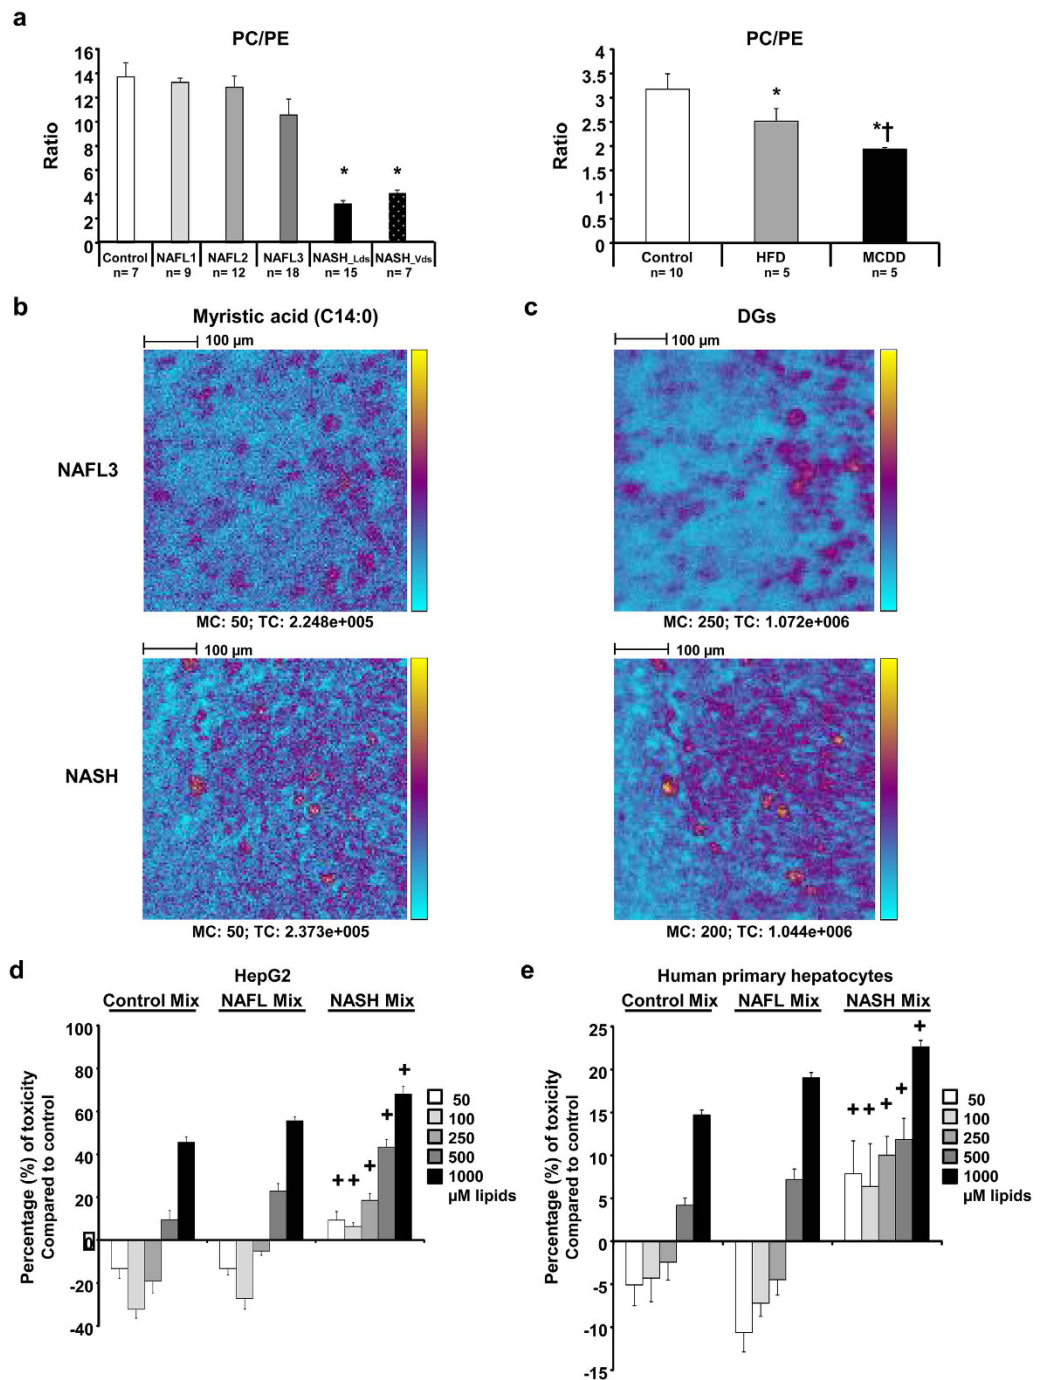 a
PC/PE
Ratio
16
14
12
10
8
6
4
2
0
* *
Control NAFL1 NAFL2 NAFL3 NASH_Lds NASH_Vds
n= 7 n= 9 n= 12 n= 18 n= 15 n= 7
PC/PE
Ratio
4
3.5
3
2.5
2
1.5
1
0.5
0
*
*†
Control HFD MCDD
n= 10 n= 5 n= 5
b
Myristic acid (C14:0)
100 µm
NAFL3
MC: 50; TC: 2.248e+005
100 µm
NASH
MC: 50; TC: 2.373e+005
c
DGs
100 µm
MC: 250; TC: 1.072e+006
100 µm
MC: 200; TC: 1.044e+006
d
HepG2
Control Mix NAFL Mix NASH Mix
Percentage (%) of toxicity
Compared to control
100
80
60
40
20
0
-20
-40
+ + + + +
50
100
250
500
1000
µM lipids
e
Human primary hepatocytes
Control Mix NAFL Mix NASH Mix
Percentage (%) of toxicity
Compared to control
25
20
15
10
5
0
-5
-10
-15
+ + + + +
50
100
250
500
1000
µM lipids